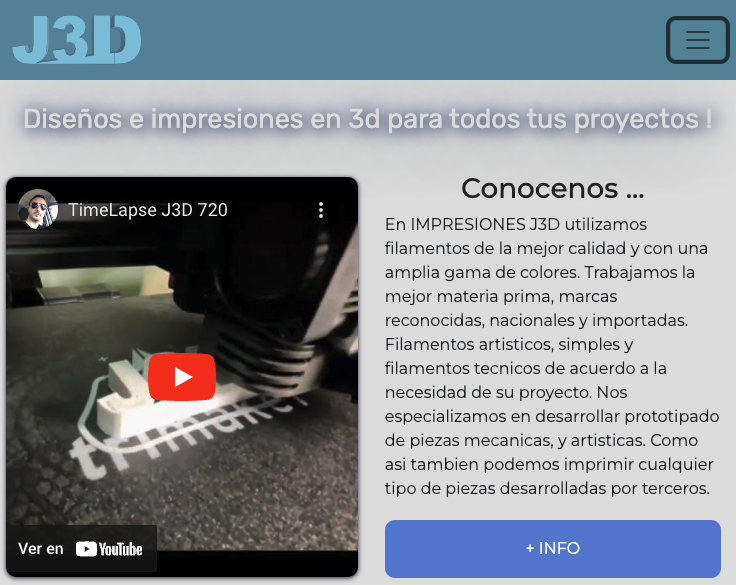 J3D
Diseños e impresiones en 3d para todos tus proyectos !
TimeLapse J3D 720
trimaker
Ver en YouTube
Conocenos ...
En IMPRESIONES J3D utilizamos
filamentos de la mejor calidad y con una
amplia gama de colores. Trabajamos la
mejor materia prima, marcas
reconocidas, nacionales y importadas.
Filamentos artisticos, simples y
filamentos tecnicos de acuerdo a la
necesidad de su proyecto. Nos
especializamos en desarrollar prototipado
de piezas mecanicas, y artisticas. Como
asi tambien podemos imprimir cualquier
tipo de piezas desarrolladas por terceros.
+ INFO